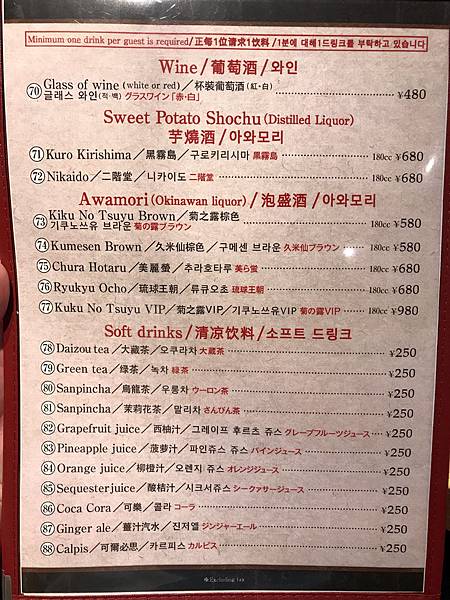 Minimum one drink per guest is required/正每1位请求1饮料 /1분에 대해1드링크를 부탁하고 있습니다
Wine/葡萄酒/와인
70 Glass of wine (white or red)/杯裝葡萄酒(紅·白)
글래스 와인(적·백) グラスワイン「赤·白」 ¥480
Sweet Potato Shochu(Distilled Liquor)
芋燒酒/아와모리
71 Kuro Kirishima/黑霧島/구로키리시마 黒霧島 180cc ¥680
72 Nikaido/二階堂/니카이도 二階堂 180cc ¥680
Awamori(Okinawan liquor)/泡盛酒/아와모리
73 Kiku No Tsuyu Brown/菊之露棕色
기쿠노쓰유 브라운 菊の露ブラウン 180cc ¥580
74 Kumesen Brown/久米仙棕色/구메센 브라운 久米仙ブラウン 180cc ¥580
75 Chura Hotaru/美麗螢/추라호타루 美ら蛍 180cc ¥580
76 Ryukyu Ocho/琉球王朝/류큐오초 琉球王朝 180cc ¥680
77 Kuku No Tsuyu VIP/菊之露VIP/기쿠노쓰유VIP 菊の露VIP 180cc ¥980
Soft drinks/清凉饮料/소프트 드링크
78 Daizou tea/大藏茶/오쿠라차 大蔵茶 ¥250
79 Green tea/绿茶/녹차 緑茶 ¥250
80 Sanpincha/烏龍茶/우롱차 ウーロン茶 ¥250
81 Sanpincha/茉莉花茶/말리차 さんぴん茶 ¥250
82 Grapefruit juice/西柚汁/그레이프 후르츠 쥬스 グレープフルーツジュース ¥250
83 Pineapple juice/菠萝汁/파인쥬스 쥬스 パインジュース ¥250
84 Orange juice/柳橙汁/오렌지 쥬스 オレンジジュース ¥250
85 Sequesterjuice/酸桔汁/시크서쥬스 シークァサージュース ¥250
86 Coca Cora/可樂/콜라 コーラ ¥250
87 Ginger ale/薑汁汽水/진저엘 ジンジャーエール ¥250
88 Calpis/可爾必思/카르피스 カルピス ¥250
※Excluding tax